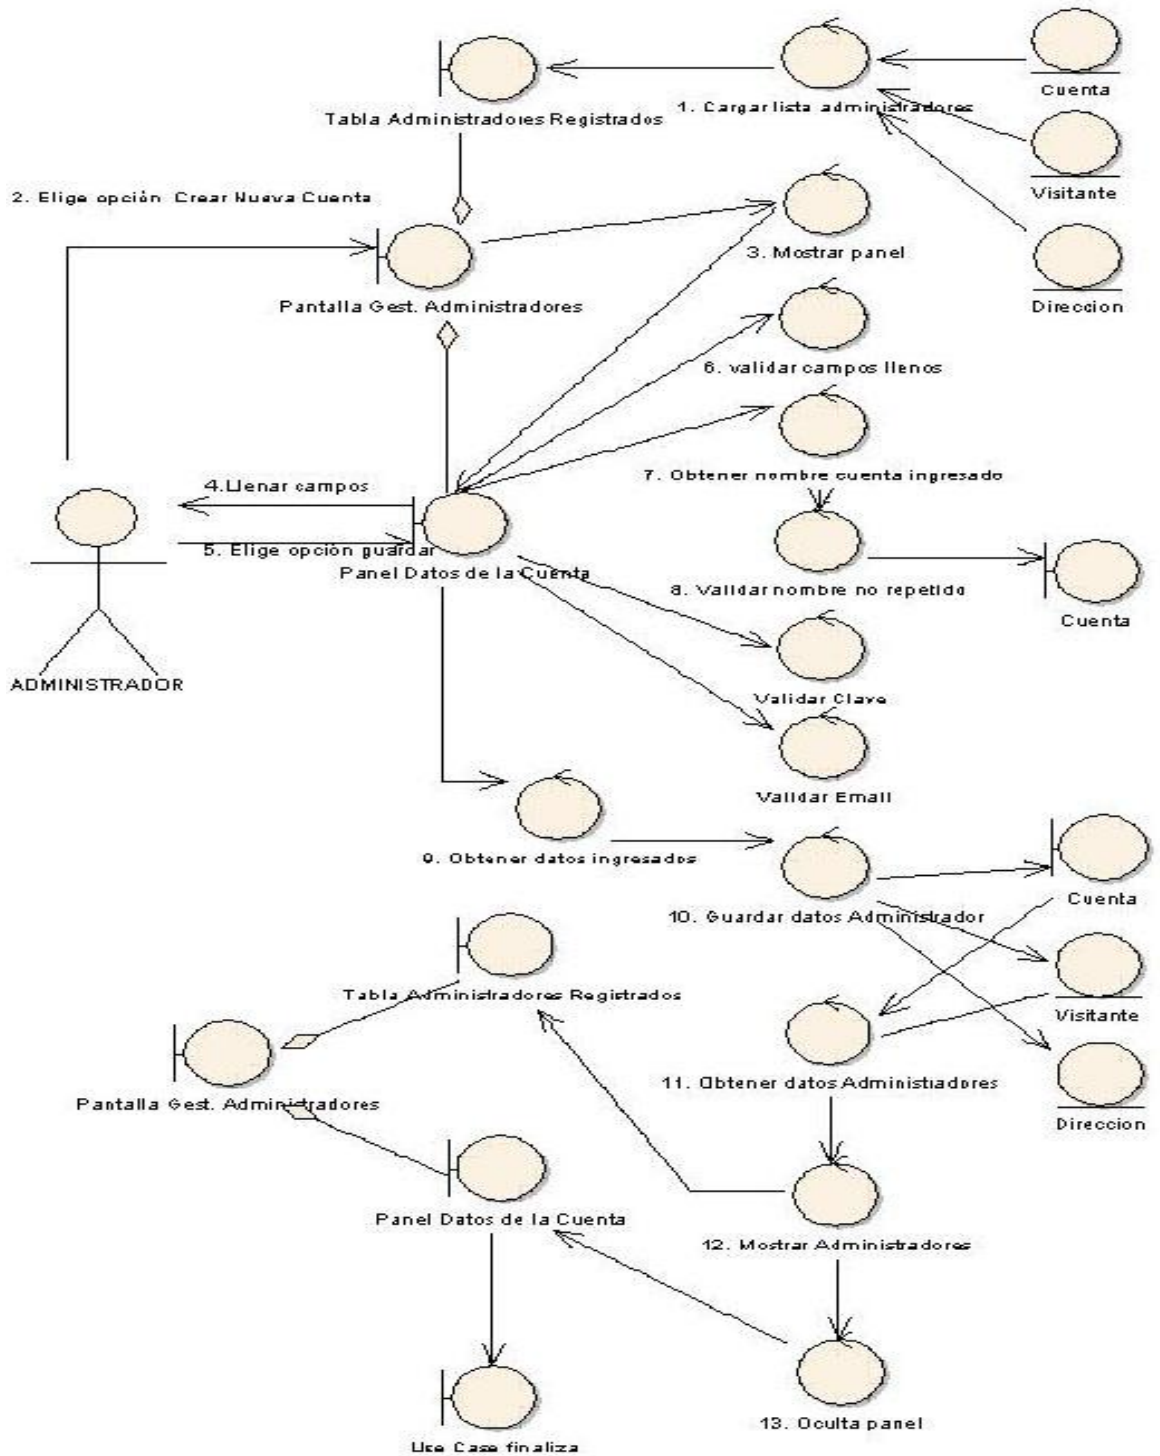 Cuenta
1. Cargar lista administradores
Tabla Administradores Registrados
Visitante
2. Elige opción Crear Nueva Cuenta
3. Mostrar panel
Pantalla Gest. Administradores
Direccion
6. validar campos llenos
7. Obtener nombre cuenta ingresado
4.Llenar campos
5. Elige opción guardar
Panel Datos de la Cuenta
8. Validar nombre no repetido
Cuenta
ADMINISTRADOR
Validar Clave
Validar Email
9. Obtener datos ingresados
Cuenta
10. Guardar datos Administrador
Tabla Administradores Registrados
Visitante
11. Obtener datos Administradores
Pantalla Gest. Administradores
Direccion
Panel Datos de la Cuenta
12. Mostrar Administradores
13. Oculta panel
Use Case finaliza